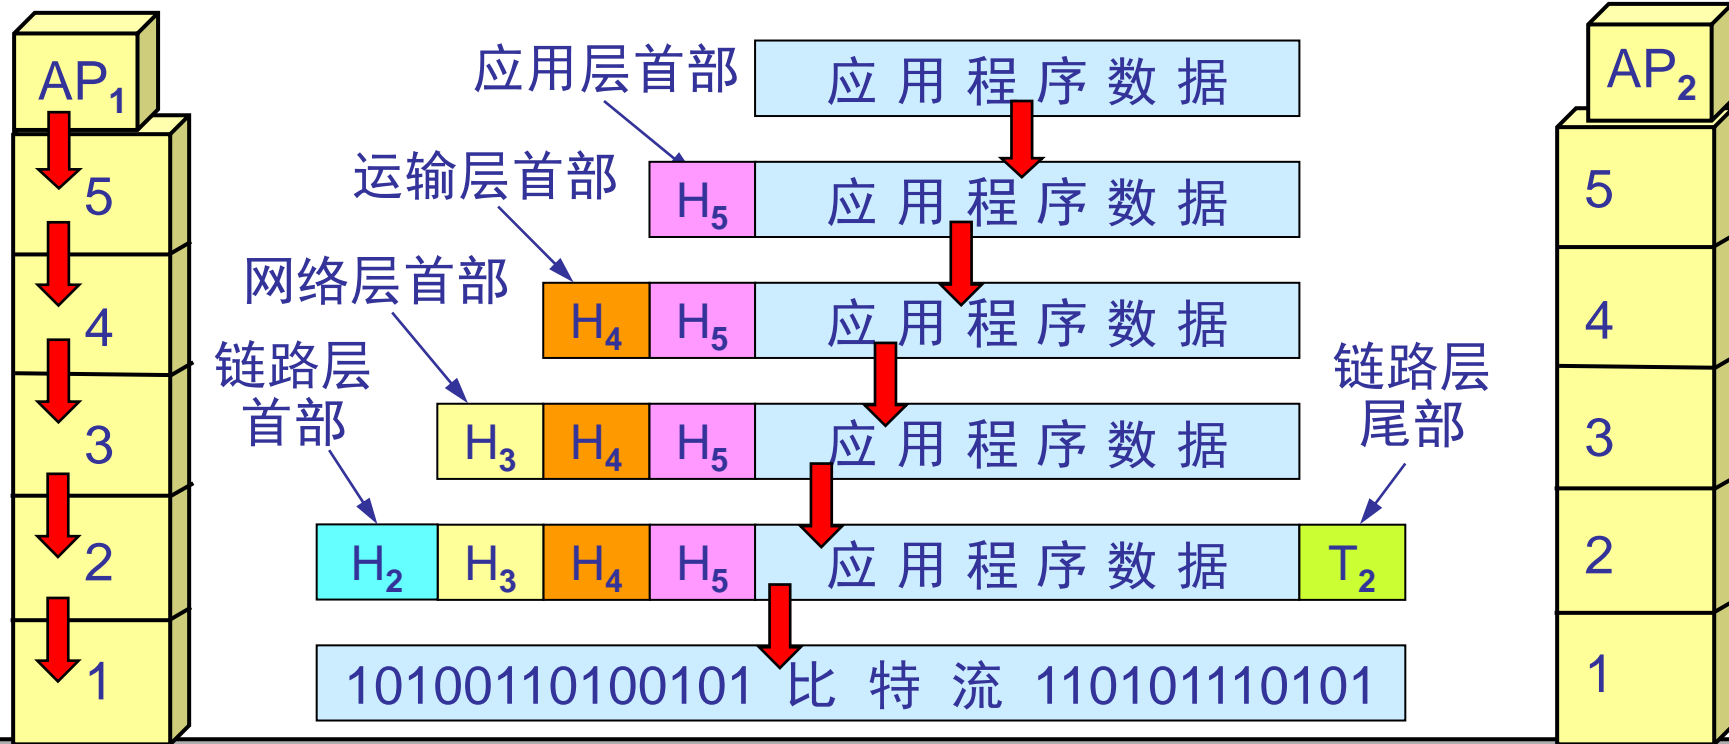 AP1
应用层首部
应用程序数据
AP2
运输层首部
H5 应用程序数据
5
5
网络层首部
H4 H5 应用程序数据
4
4
链路层
首部
链路层
尾部
H3 H4 H5 应用程序数据
3
3
H2 H3 H4 H5 应用程序数据 T2
2
2
10100110100101 比特流 110101110101
1
1